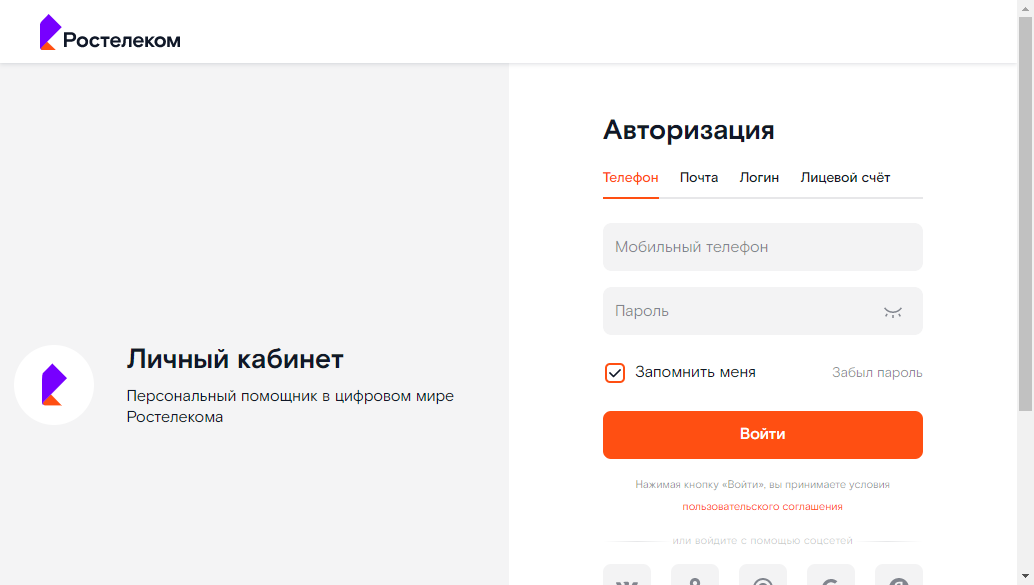 Ростелеком
Авторизация
Телефон Почта Логин Лицевой счёт
Мобильный телефон
Пароль
Запомнить меня Забыл пароль
Войти
Нажимая кнопку «Войти», вы принимаете условия
пользовательского соглашения
или войдите с помощью соцсетей
Личный кабинет
Персональный помощник в цифровом мире
Ростелекома